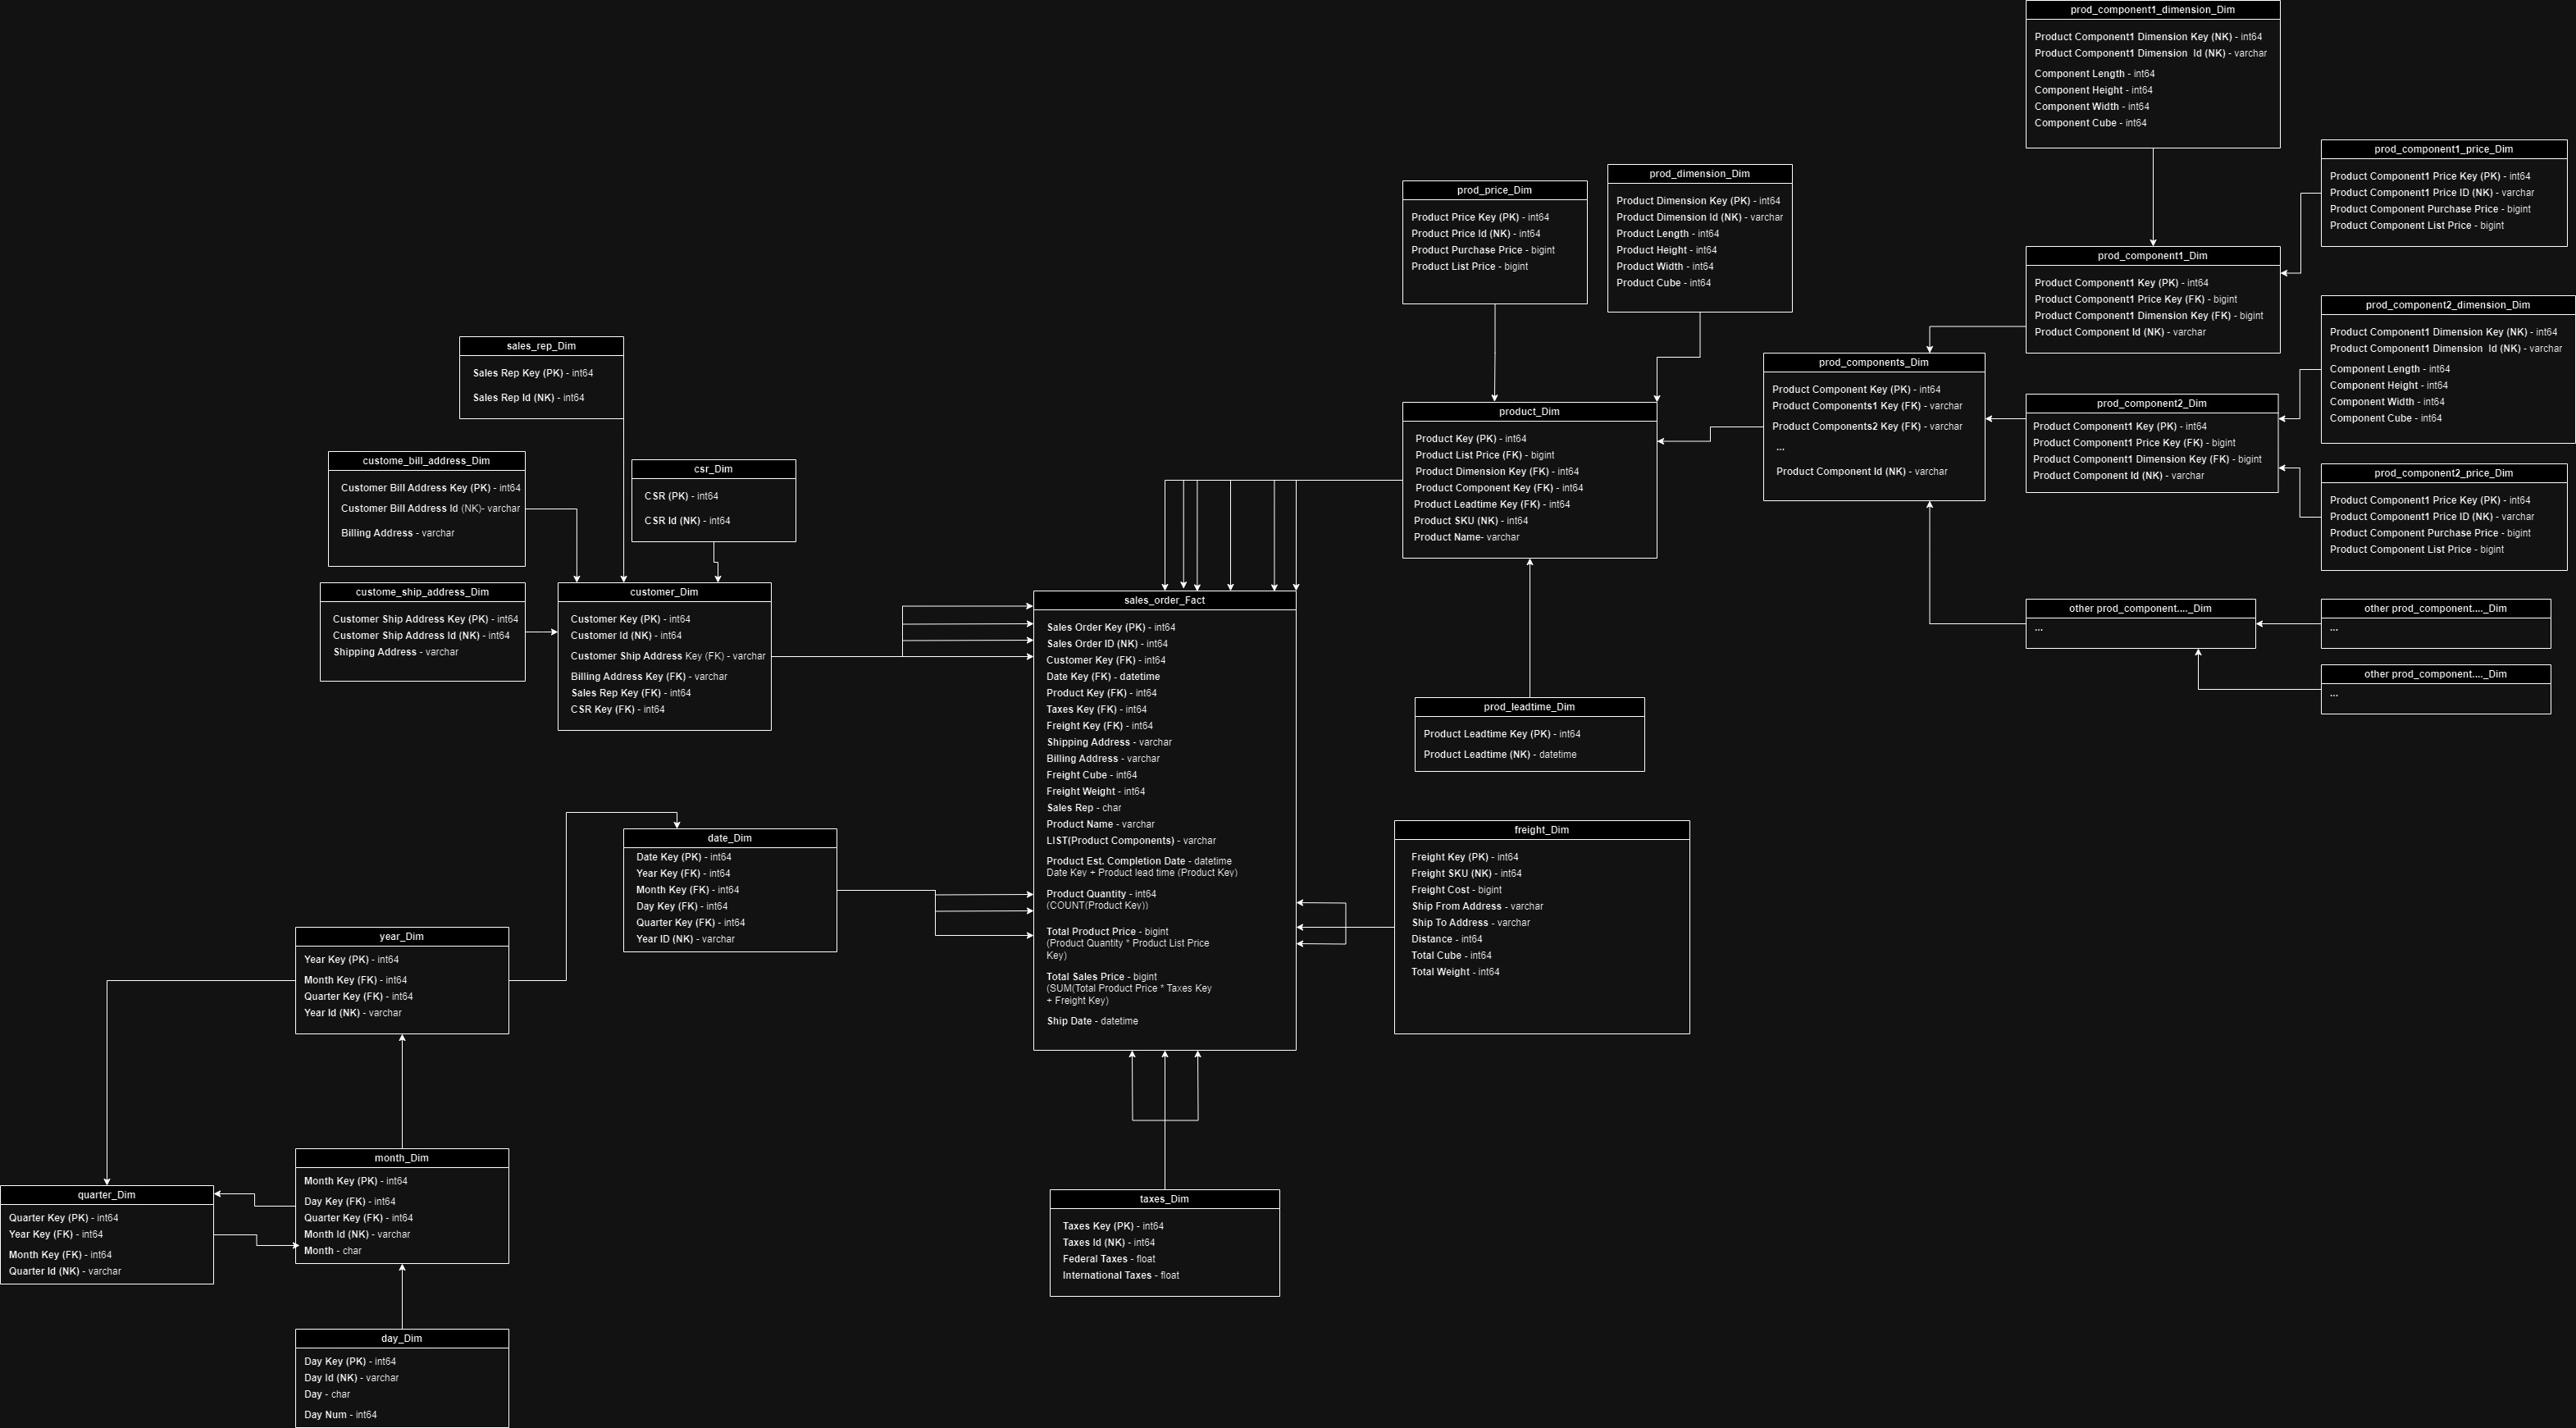 prod_component1_dimension_Dim
Product Component1 Dimension Key (NK) - int64
Product Component1 Dimension  Id (NK) - varchar
Component Length - int64
Component Height - int64
Component Width - int64
Component Cube - int64
prod_component1_price_Dim
Product Component1 Price Key (PK) - int64
Product Component1 Price ID (NK) - varchar
Product Component Purchase Price - bigint
Product Component List Price - bigint
prod_dimension_Dim
Product Dimension Key (PK) - int64
Product Dimension Id (NK) - varchar
Product Length - int64
Product Height - int64
Product Width - int64
Product Cube - int64
prod_price_Dim
Product Price Key (PK) - int64
Product Price Id (NK) - int64
Product Purchase Price - bigint
Product List Price - bigint
prod_component1_Dim
Product Component1 Key (PK) - int64
Product Component1 Price Key (FK) - bigint
Product Component1 Dimension Key (FK) - bigint
Product Component Id (NK) - varchar
prod_component2_dimension_Dim
Product Component1 Dimension Key (NK) - int64
Product Component1 Dimension  Id (NK) - varchar
Component Length - int64
Component Height - int64
Component Width - int64
Component Cube - int64
sales_rep_Dim
Sales Rep Key (PK) - int64
Sales Rep Id (NK) - int64
prod_components_Dim
Product Component Key (PK) - int64
Product Components1 Key (FK) - varchar
Product Components2 Key (FK) - varchar
...
Product Component Id (NK) - varchar
prod_component2_Dim
Product Component1 Key (PK) - int64
Product Component1 Price Key (FK) - bigint
Product Component1 Dimension Key (FK) - bigint
Product Component Id (NK) - varchar
product_Dim
Product Key (PK) - int64
Product List Price (FK) - bigint
Product Dimension Key (FK) - int64
Product Component Key (FK) - int64
Product Leadtime Key (FK) - int64
Product SKU (NK) - int64
Product Name- varchar
custome_bill_address_Dim
Customer Bill Address Key (PK) - int64
Customer Bill Address Id (NK)- varchar
Billing Address - varchar
csr_Dim
CSR (PK) - int64
CSR Id (NK) - int64
prod_component2_price_Dim
Product Component1 Price Key (PK) - int64
Product Component1 Price ID (NK) - varchar
Product Component Purchase Price - bigint
Product Component List Price - bigint
custome_ship_address_Dim
Customer Ship Address Key (PK) - int64
Customer Ship Address Id (NK) - int64
Shipping Address - varchar
customer_Dim
Customer Key (PK) - int64
Customer Id (NK) - int64
Customer Ship Address Key (FK) - varchar
Billing Address Key (FK) - varchar
Sales Rep Key (FK) - int64
CSR Key (FK) - int64
sales_order_Fact
Sales Order Key (PK) - int64
Sales Order ID (NK) - int64
Customer Key (FK) - int64
Date Key (FK) - datetime
Product Key (FK) - int64
Taxes Key (FK) - int64
Freight Key (FK) - int64
Shipping Address - varchar
Billing Address - varchar
Freight Cube - int64
Freight Weight - int64
Sales Rep - char
Product Name - varchar
LIST(Product Components) - varchar
Product Est. Completion Date - datetime
Date Key + Product lead time (Product Key)
Product Quantity - int64
(COUNT(Product Key))
Total Product Price - bigint
(Product Quantity * Product List Price
Key)
Total Sales Price - bigint
(SUM(Total Product Price * Taxes Key
+ Freight Key)
Ship Date - datetime
other prod_component...._Dim
...
other prod_component...._Dim
...
other prod_component...._Dim
...
prod_leadtime_Dim
Product Leadtime Key (PK) - int64
Product Leadtime (NK) - datetime
freight_Dim
Freight Key (PK) - int64
Freight SKU (NK) - int64
Freight Cost - bigint
Ship From Address - varchar
Ship To Address - varchar
Distance - int64
Total Cube - int64
Total Weight - int64
date_Dim
Date Key (PK) - int64
Year Key (FK) - int64
Month Key (FK) - int64
Day Key (FK) - int64
Quarter Key (FK) - int64
Year ID (NK) - varchar
year_Dim
Year Key (PK) - int64
Month Key (FK) - int64
Quarter Key (FK) - int64
Year Id (NK) - varchar
month_Dim
Month Key (PK) - int64
Day Key (FK) - int64
Quarter Key (FK) - int64
Month Id (NK) - varchar
Month - char
quarter_Dim
Quarter Key (PK) - int64
Year Key (FK) - int64
Month Key (FK) - int64
Quarter Id (NK) - varchar
taxes_Dim
Taxes Key (PK) - int64
Taxes Id (NK) - int64
Federal Taxes - float
International Taxes - float
day_Dim
Day Key (PK) - int64
Day Id (NK) - varchar
Day - char
Day Num - int64